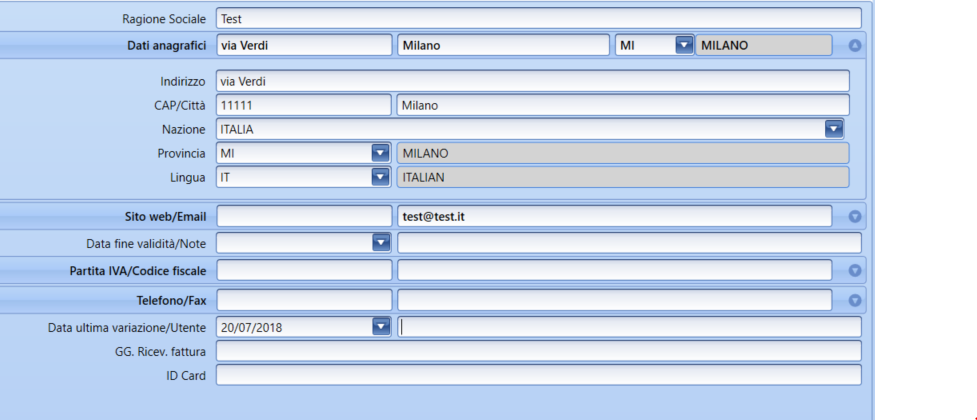 Ragione Sociale Test
Dati anagrafici via Verdi Milano MI MILANO
Indirizzo via Verdi
CAP/Città 11111 Milano
Nazione ITALIA
Provincia MI MILANO
Lingua IT ITALIAN
Sito web/Email test@test.it
Data fine validità/Note
Partita IVA/Codice fiscale
Telefono/Fax
Data ultima variazione/Utente 20/07/2018
GG. Ricev. fattura
ID Card